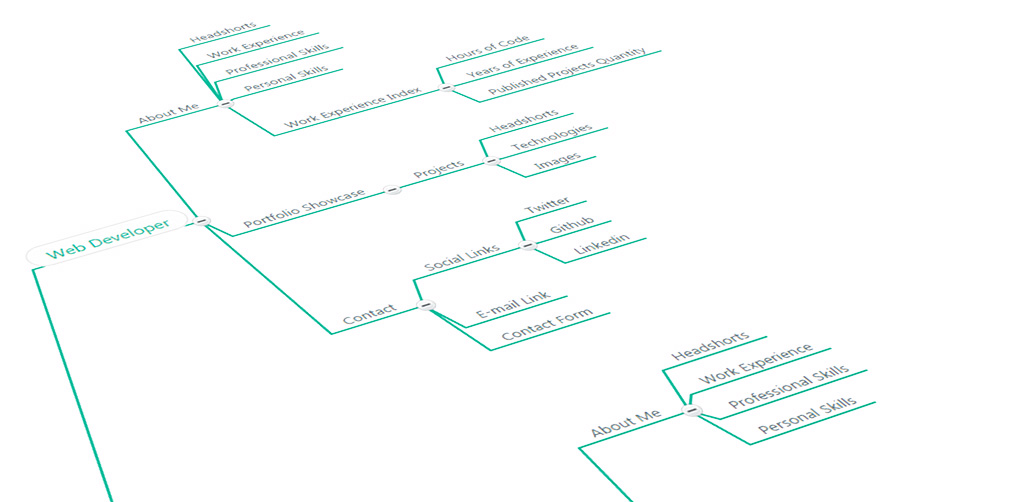 Headshorts
Work Experience
Professional Skills
Personal Skills
About Me
Hours of Code
Years of Experience
Published Projects Quantity
Work Experience Index
Headshorts
Technologies
Images
Projects
Portfolio Showcase
Web Developer
Twitter
Github
Linkedin
Social Links
E-mail Link
Contact Form
Contact
Headshorts
Work Experience
Professional Skills
Personal Skills
About Me